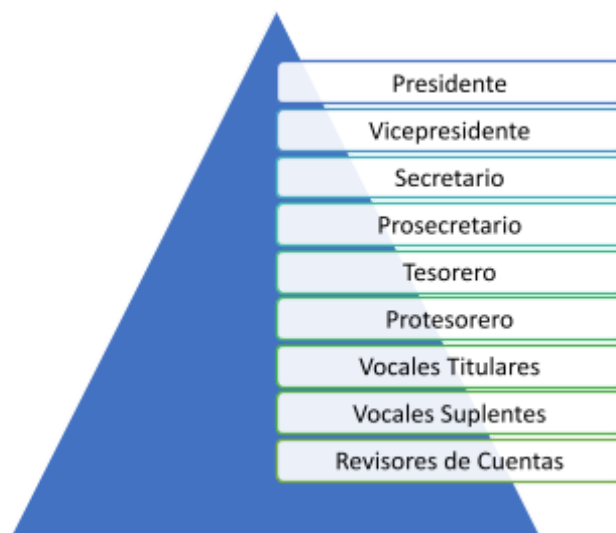 Presidente
Vicepresidente
Secretario
Prosecretario
Tesorero
Protesorero
Vocales Titulares
Vocales Suplentes
Revisores de Cuentas